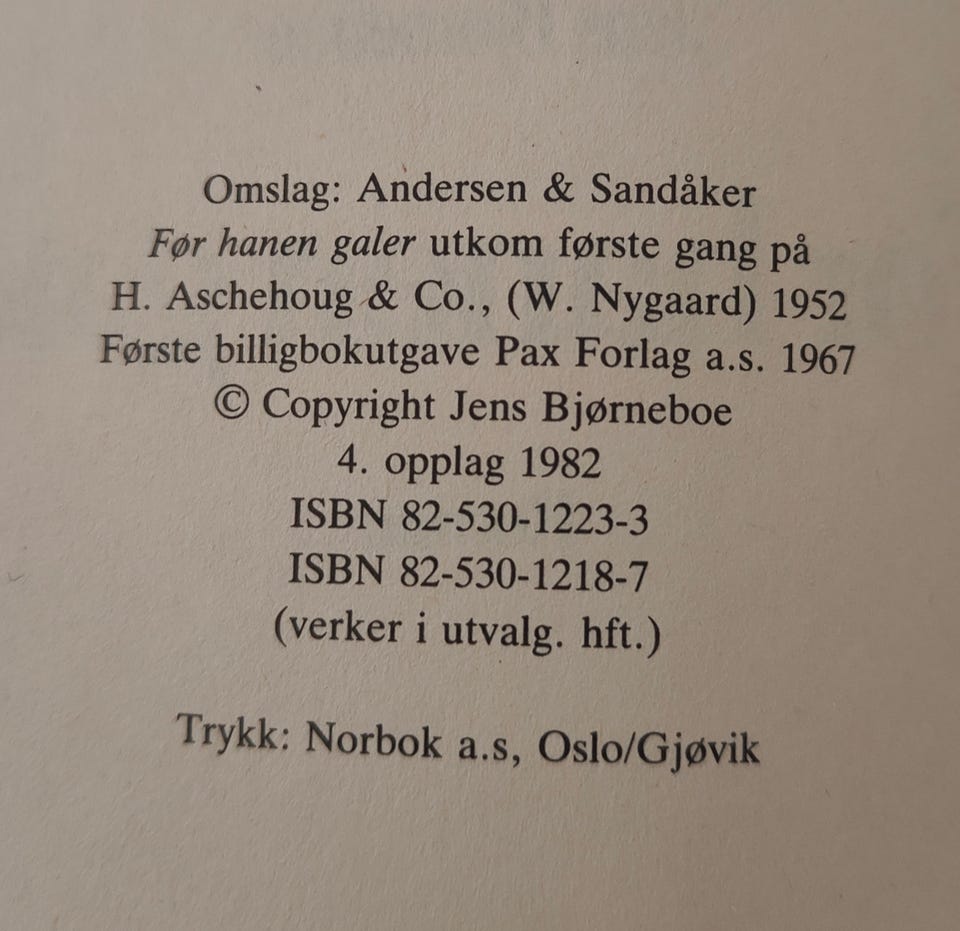 Omslag: Andersen & Sandåker
Før hanen galer utkom første gang på
H. Aschehoug & Co., (W. Nygaard) 1952
Første billigbokutgave Pax Forlag a.s. 1967
© Copyright Jens Bjørneboe
4. opplag 1982
ISBN 82-530-1223-3
ISBN 82-530-1218-7
(verker i utvalg. hft.)
Trykk: Norbok a.s, Oslo/Gjøvik